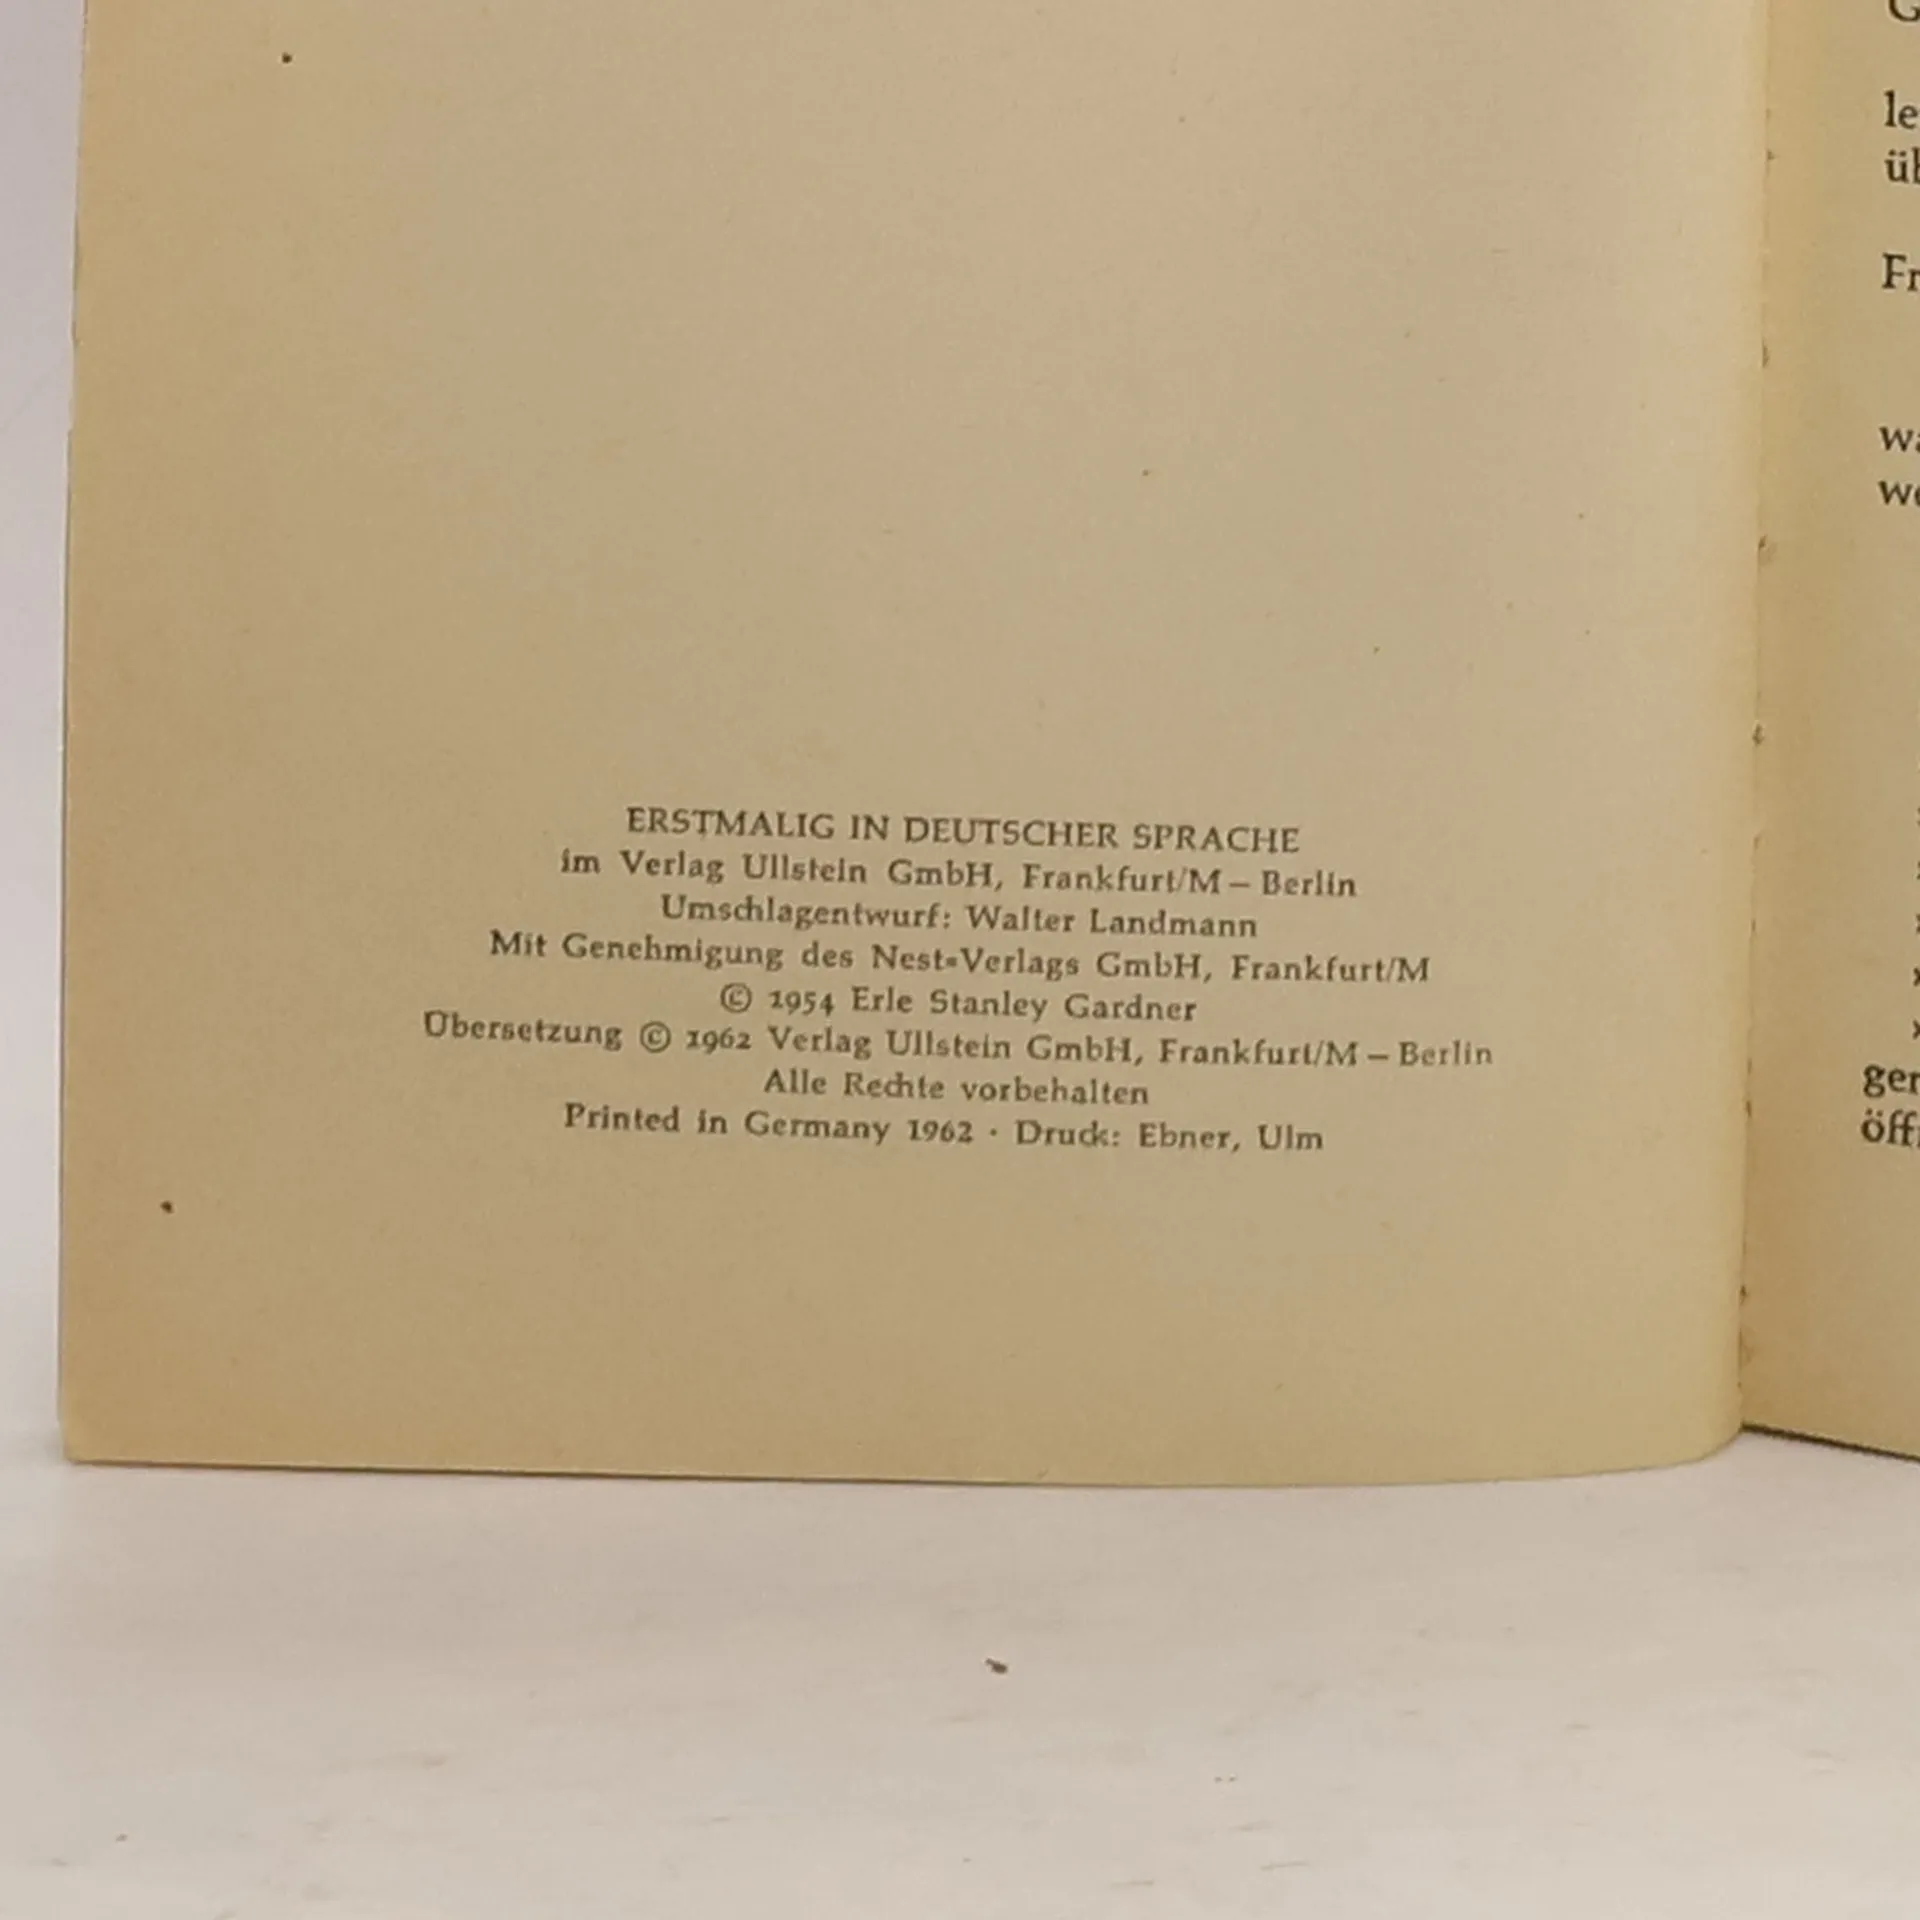 ERSTMALIG IN DEUTSCHER SPRACHE
im Verlag Ullstein GmbH, Frankfurt/M – Berlin
Umschlagentwurf: Walter Landmann
Mit Genehmigung des Nest-Verlags GmbH, Frankfurt/M
© 1954 Erle Stanley Gardner
Übersetzung © 1962 Verlag Ullstein GmbH, Frankfurt/M – Berlin
Alle Rechte vorbehalten
Printed in Germany 1962 · Druck: Ebner, Ulm